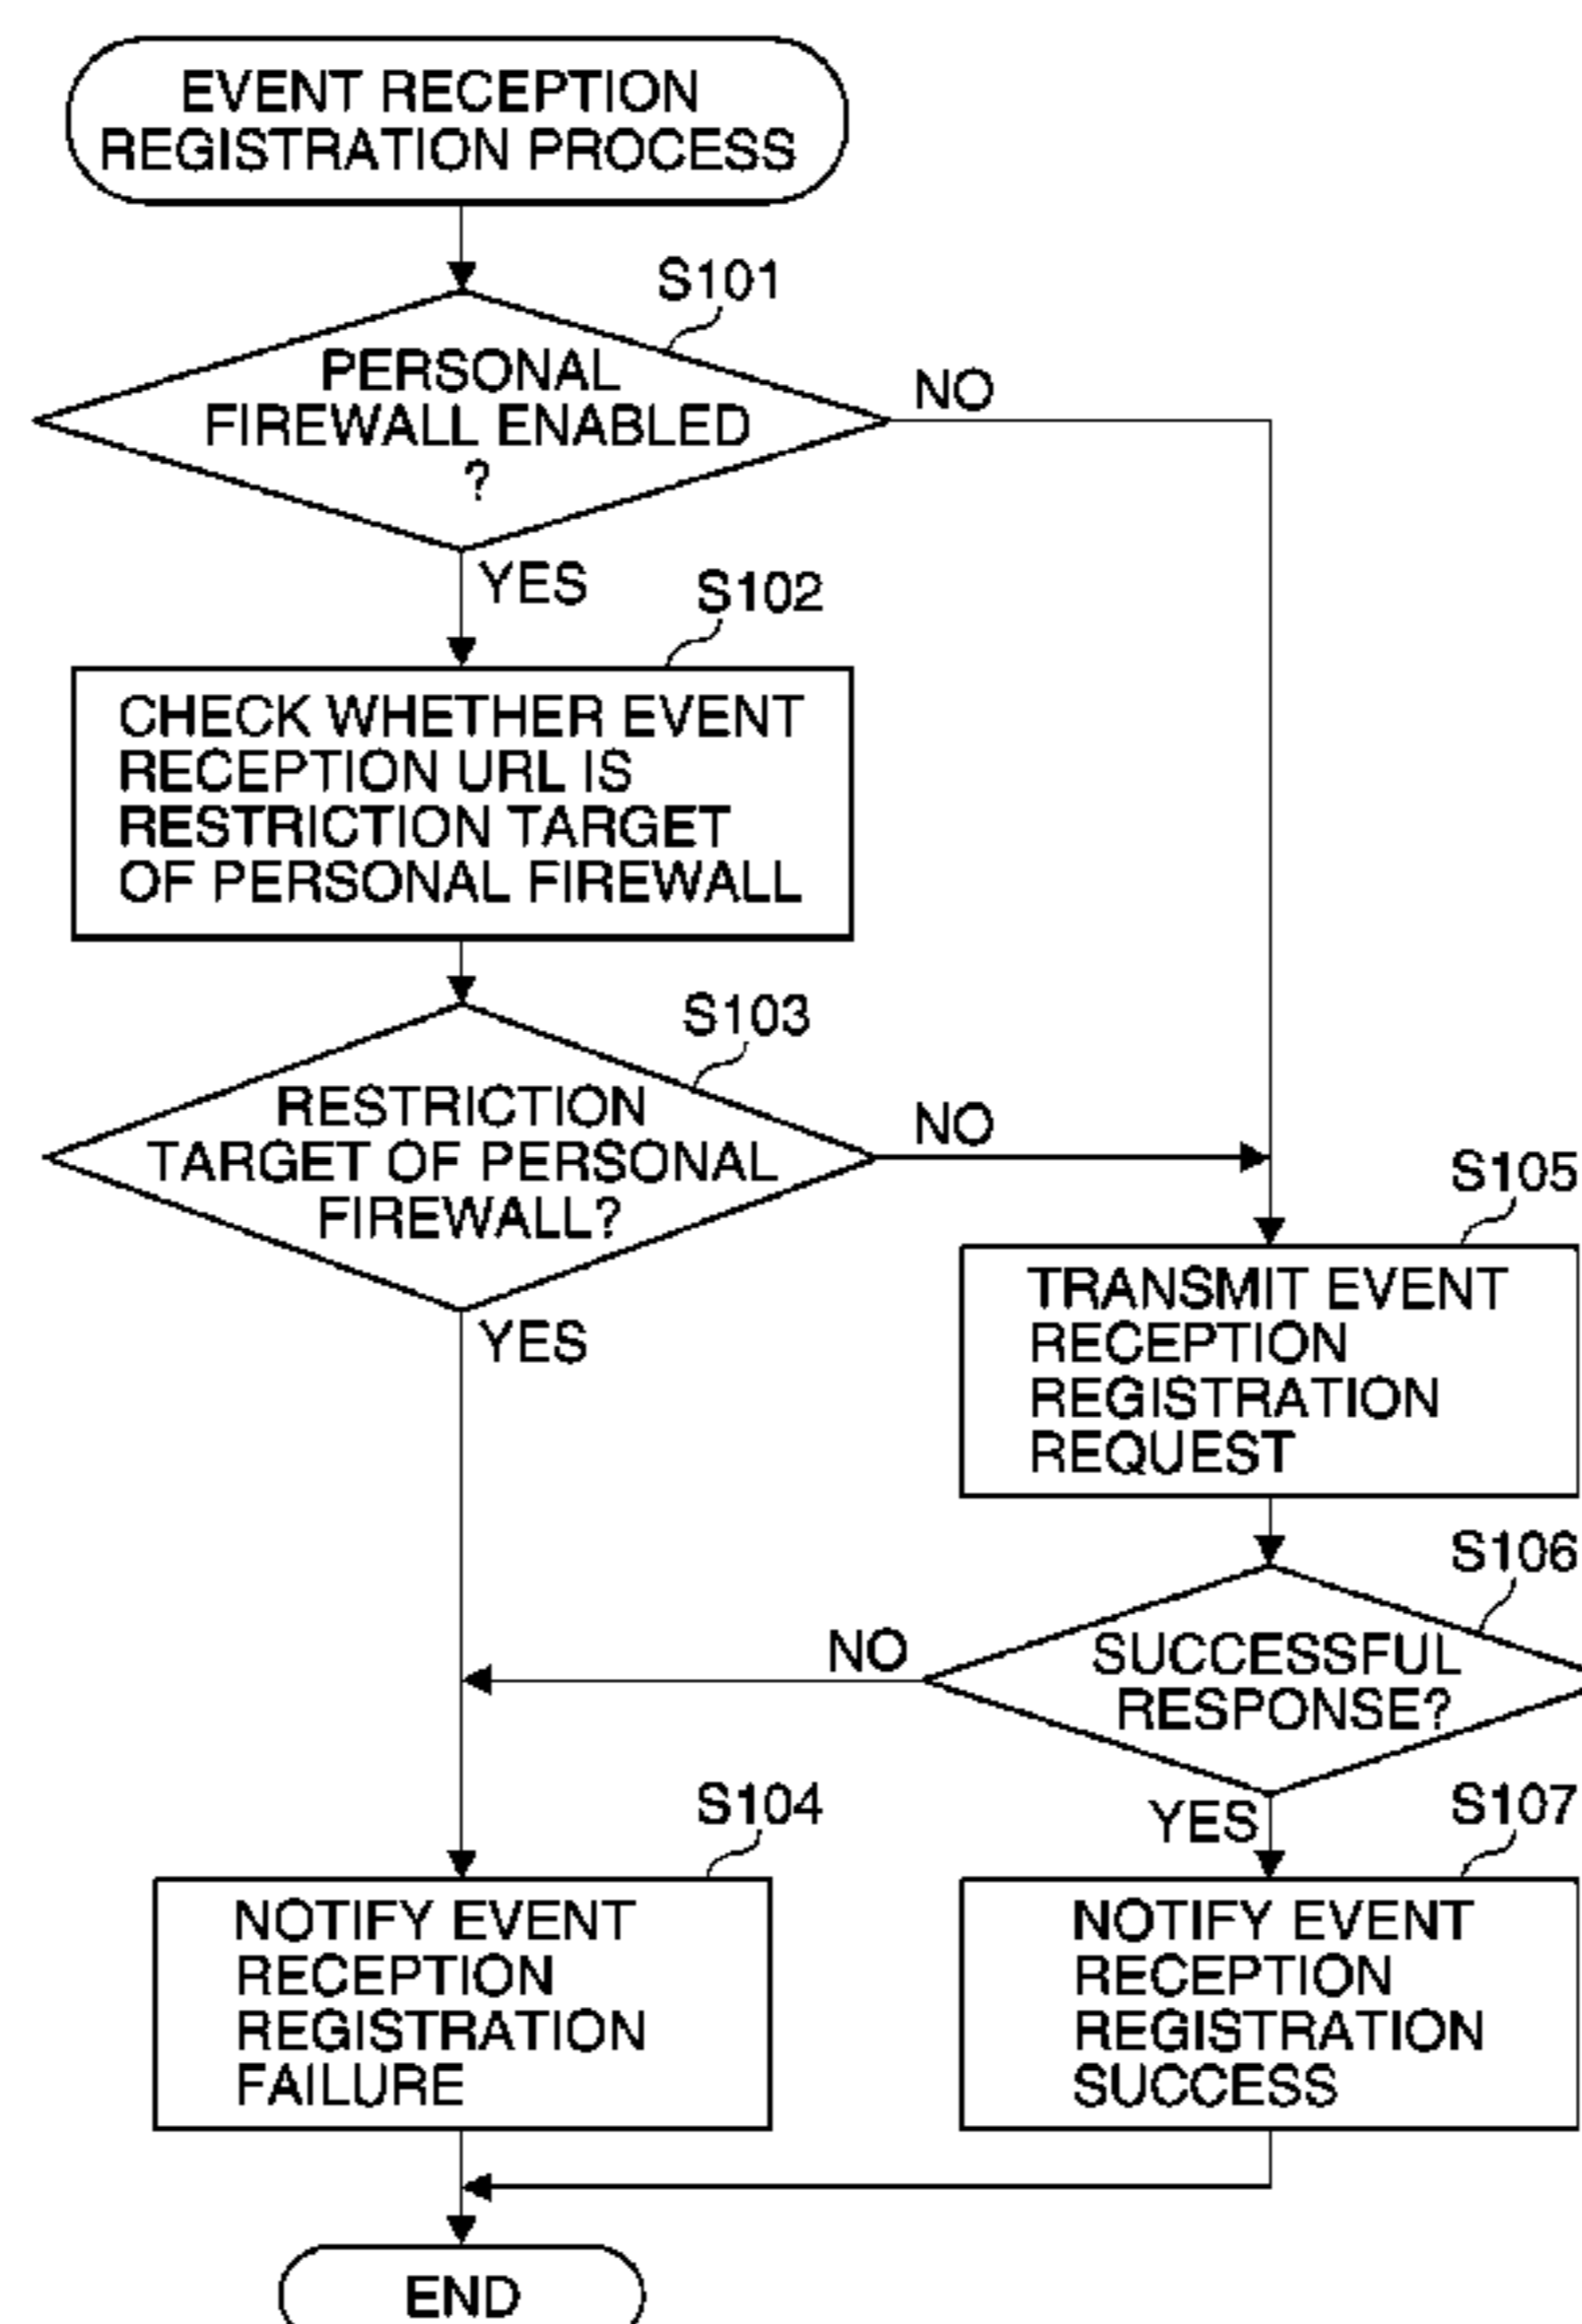 EVENT RECEPTION
REGISTRATION PROCESS
S101
PERSONAL
FIREWALL ENABLED
?
NO
YES
S102
CHECK WHETHER EVENT
RECEPTION URL IS
RESTRICTION TARGET
OF PERSONAL FIREWALL
S103
RESTRICTION
TARGET OF PERSONAL
FIREWALL?
NO
YES
S105
TRANSMIT EVENT
RECEPTION
REGISTRATION
REQUEST
S106
SUCCESSFUL
RESPONSE?
NO
YES
S104
NOTIFY EVENT
RECEPTION
REGISTRATION
FAILURE
S107
NOTIFY EVENT
RECEPTION
REGISTRATION
SUCCESS
END